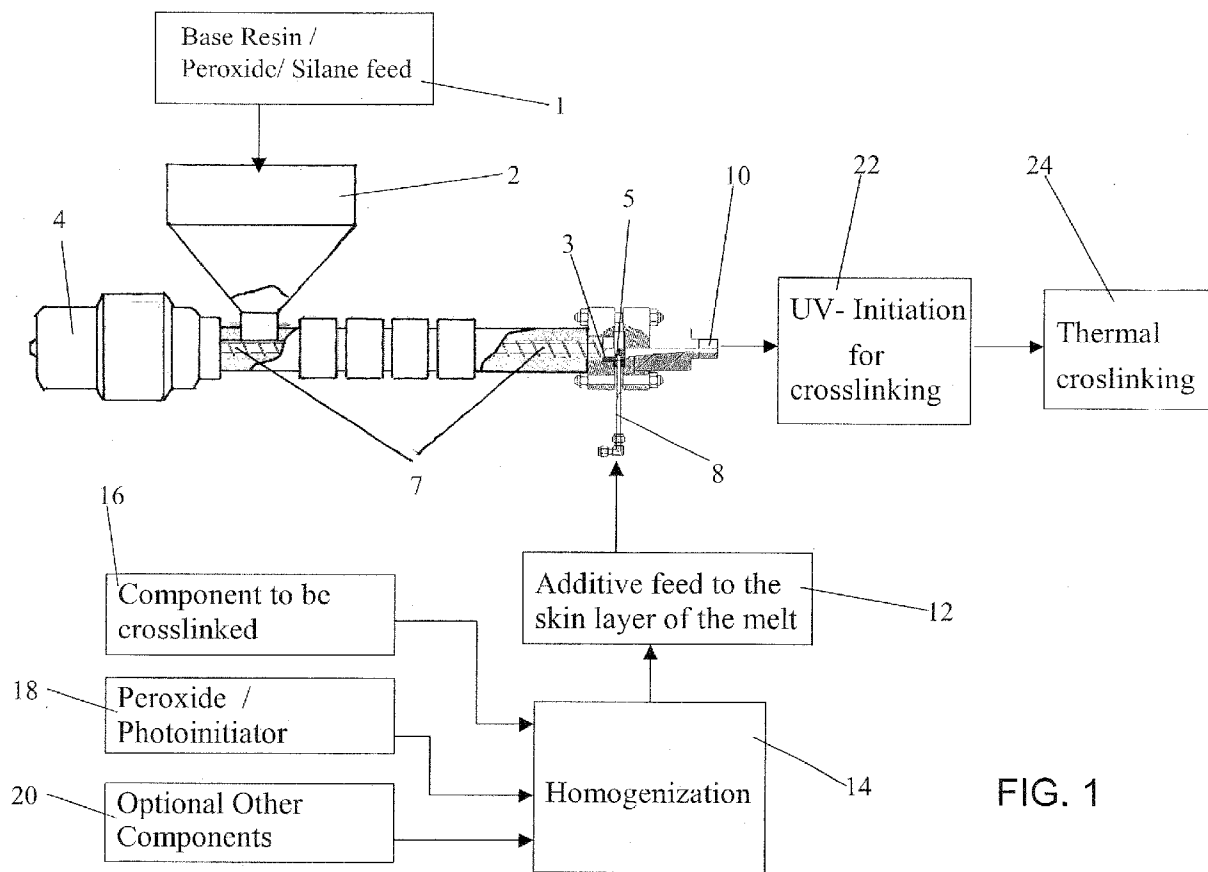 Base Resin /
Peroxide/ Silane feed
1
2
4
3
5
10
22
24
UV- Initiation
for
crosslinking
Thermal
croslinking
7
8
16
Component to be
crosslinked
Additive feed to the
skin layer of the melt
12
18
Peroxide /
Photoinitiator
20
Optional Other
Components
Homogenization
14
FIG. 1